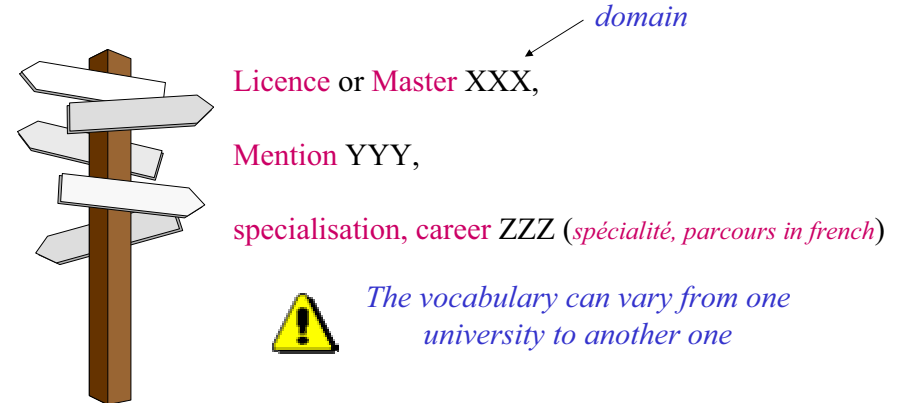 domain
Licence or Master XXX,
Mention YYY,
specialisation, career ZZZ (spécialité, parcours in french)
The vocabulary can vary from one
university to another one